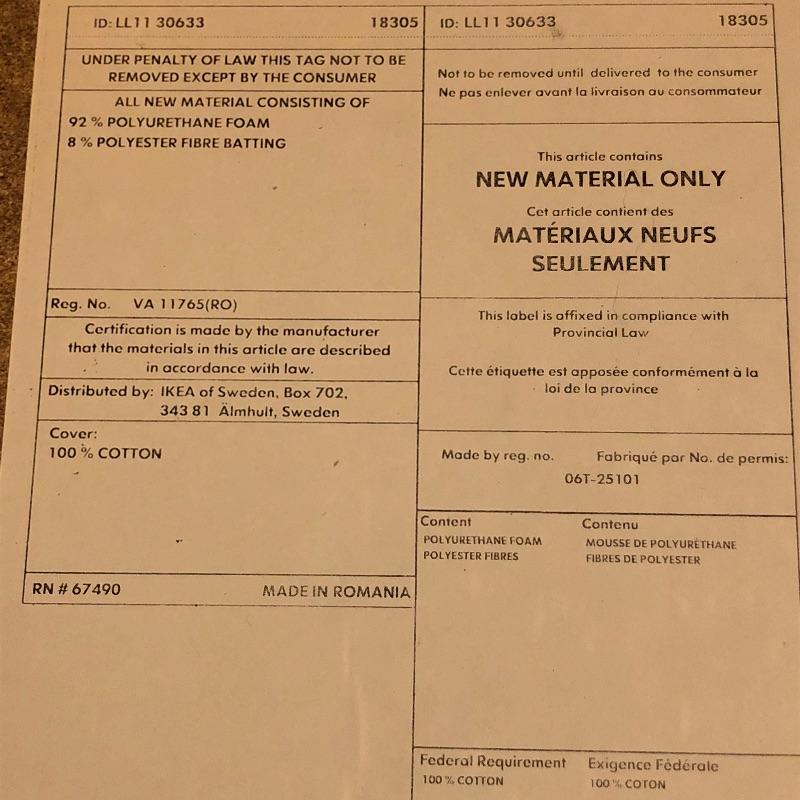 ID: LL11 30633 18305
UNDER PENALTY OF LAW THIS TAG NOT TO BE
REMOVED EXCEPT BY THE CONSUMER
ALL NEW MATERIAL CONSISTING OF
92 % POLYURETHANE FOAM
8 % POLYESTER FIBRE BATTING
Reg. No. VA 11765(RO)
Certification is made by the manufacturer
that the materials in this article are described
in accordance with law.
Distributed by: IKEA of Sweden, Box 702,
343 81 Älmhult, Sweden
Cover:
100 % COTTON
RN # 67490 MADE IN ROMANIA
ID: LL11 30633 18305
Not to be removed until delivered to the consumer
Ne pas enlever avant la livraison au consommateur
This article contains
NEW MATERIAL ONLY
Cet article contient des
MATÉRIAUX NEUFS
SEULEMENT
This label is affixed in compliance with
Provincial Law
Cette étiquette est apposée conformément à la
loi de la province
Made by reg. no. Fabriqué par No. de permis:
06T-25101
Content Contenu
POLYURETHANE FOAM MOUSSE DE POLYURÉTHANE
POLYESTER FIBRES FIBRES DE POLYESTER
Federal Requirement Exigence Fédérale
100 % COTTON 100 % COTON